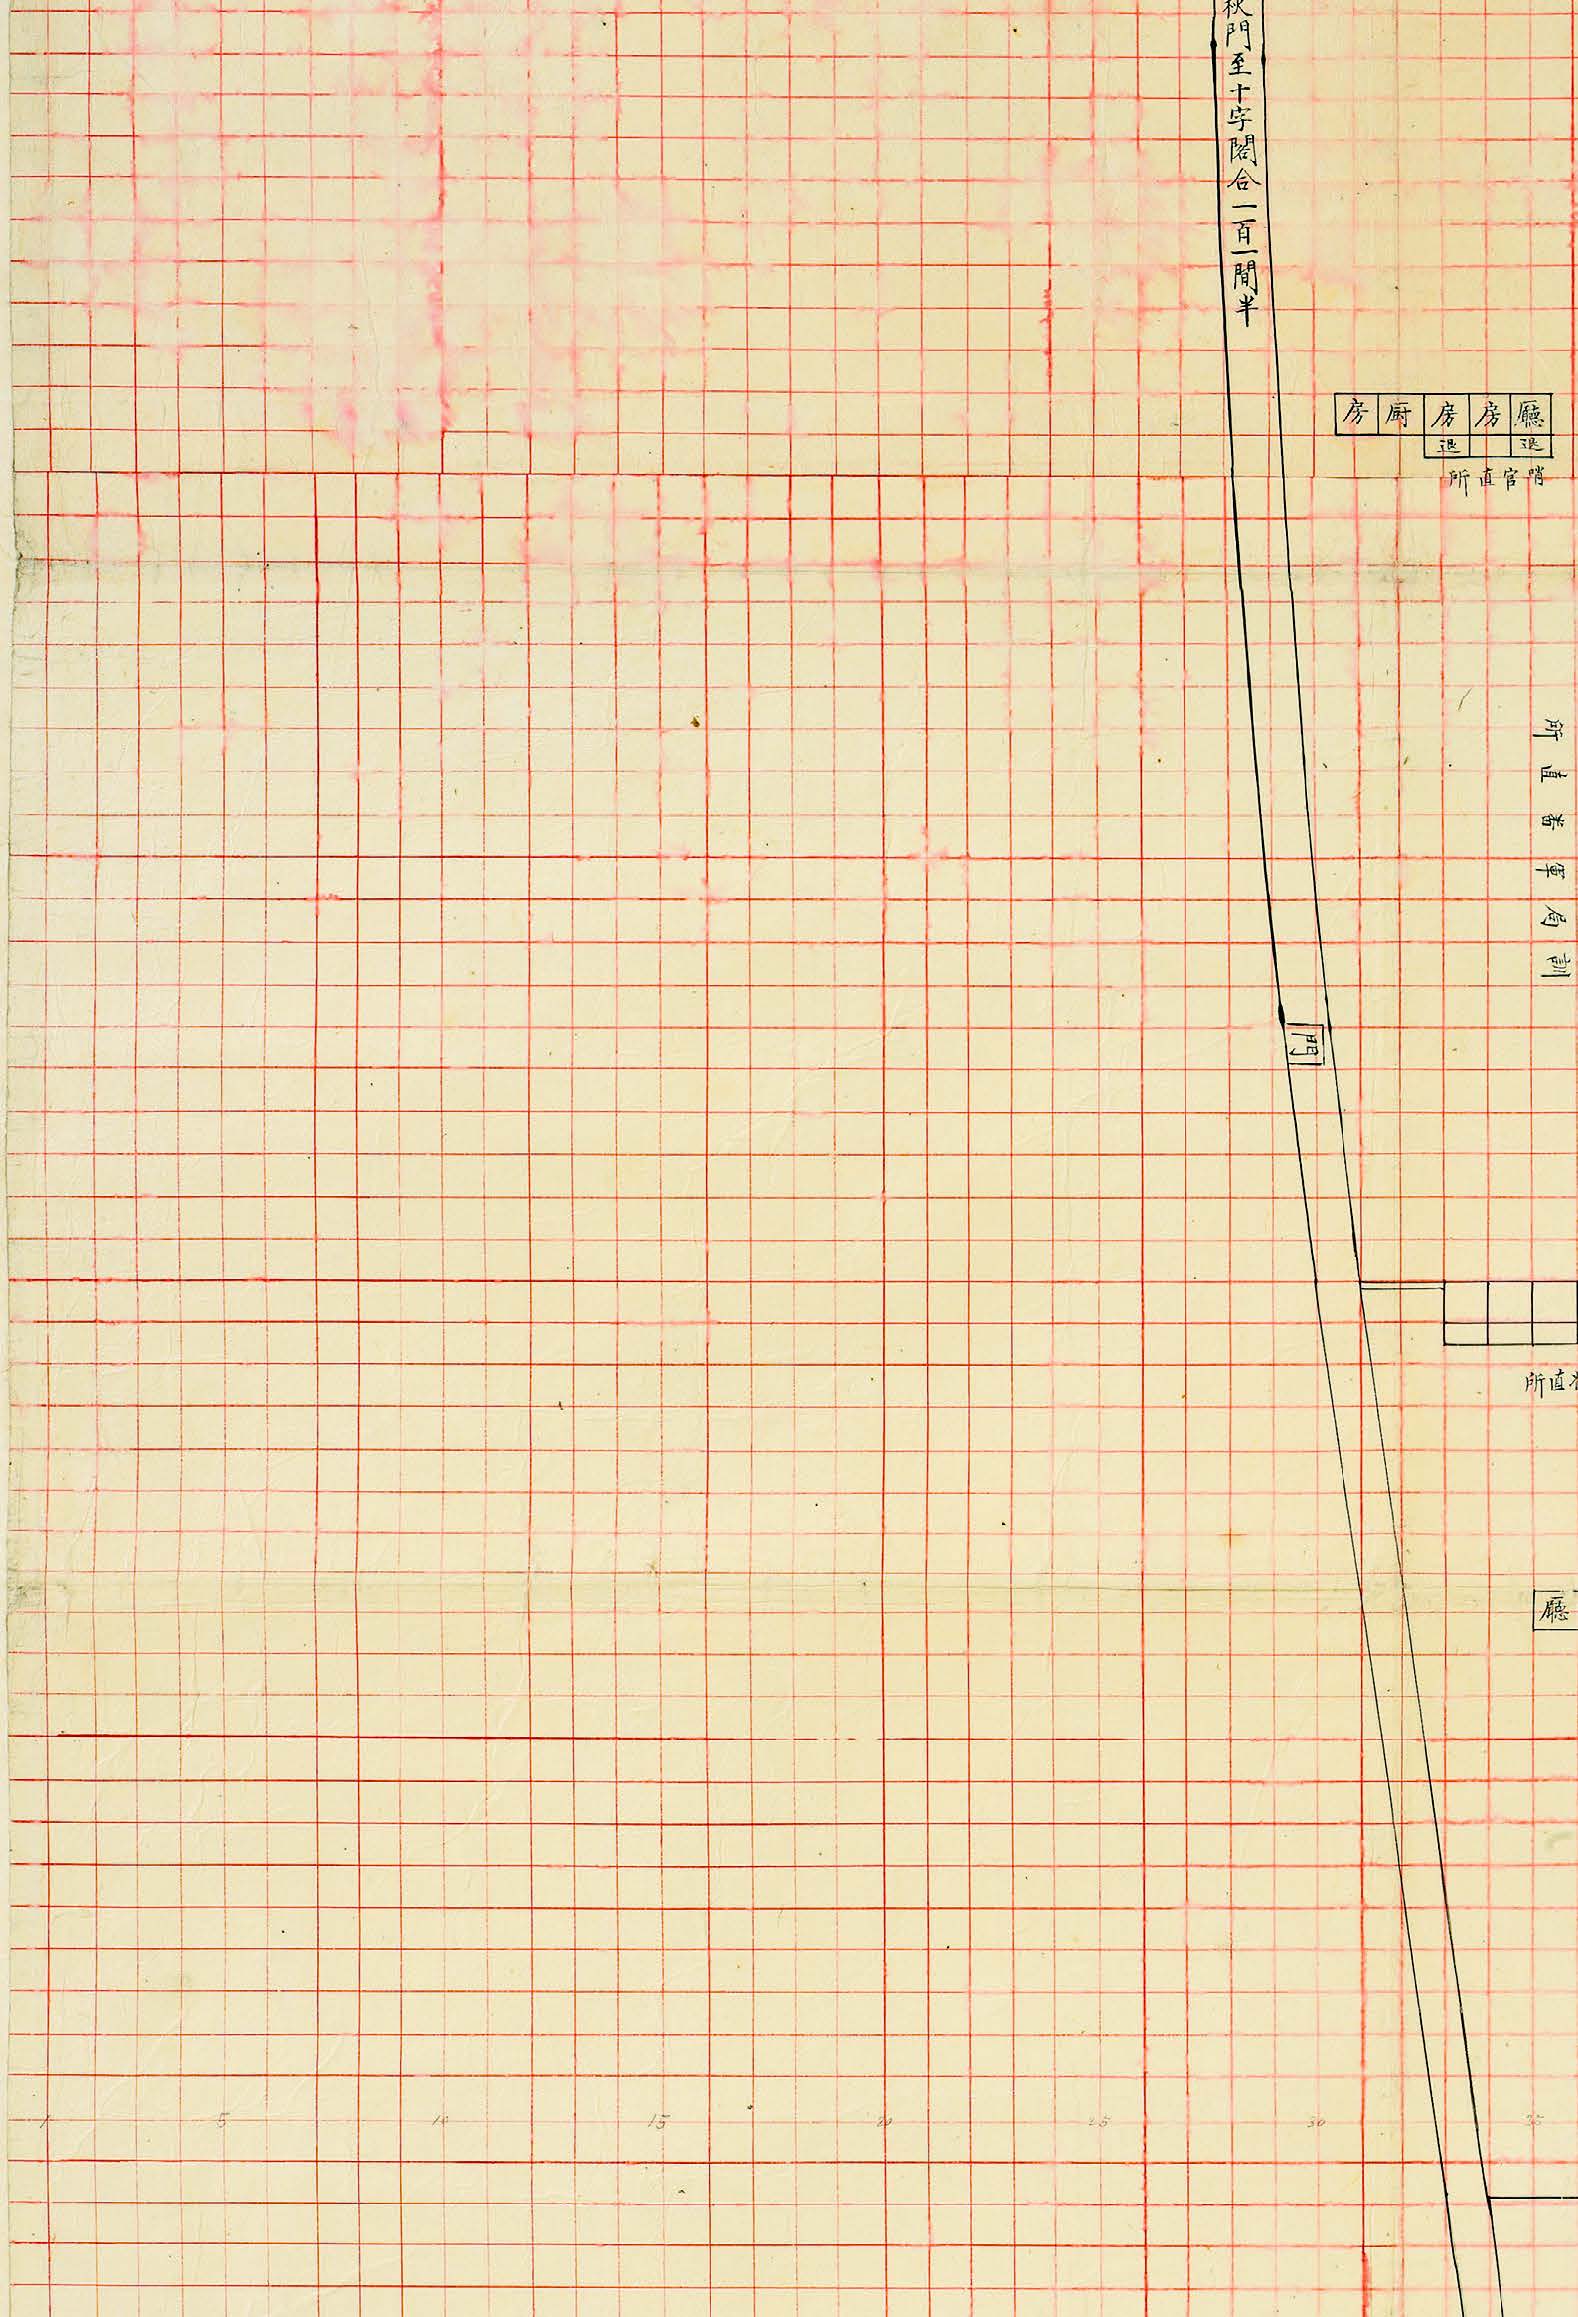 秋門至十字閣合一百一間半
房 厨 房 房 廳
退 退
所直官哨
所直番軍局訓
門
所直
廳
1 5 10 15 20 25 30 35